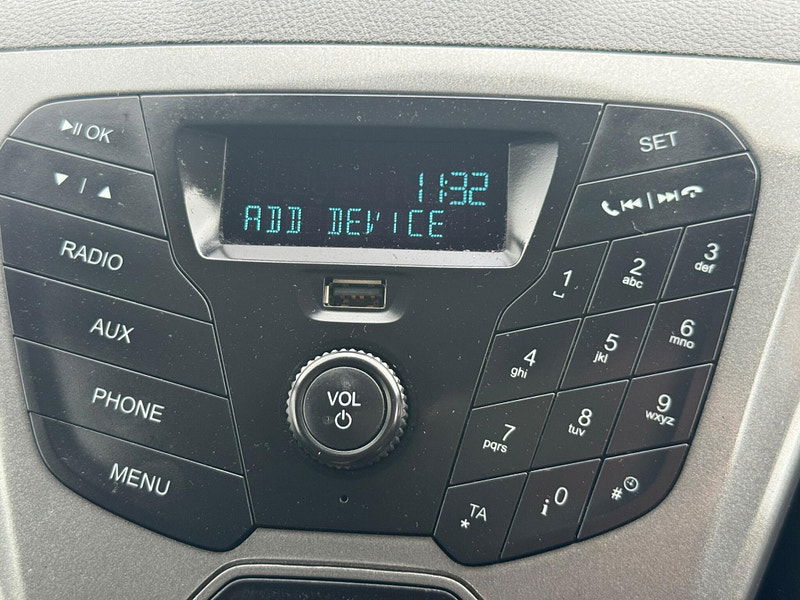 OK
SET
11:32
ADD DEVICE
RADIO
AUX
PHONE
MENU
VOL
1
2
abc
3
def
4
ghi
5
jkl
6
mno
7
pqrs
8
tuv
9
wxyz
TA
*
i 0
#